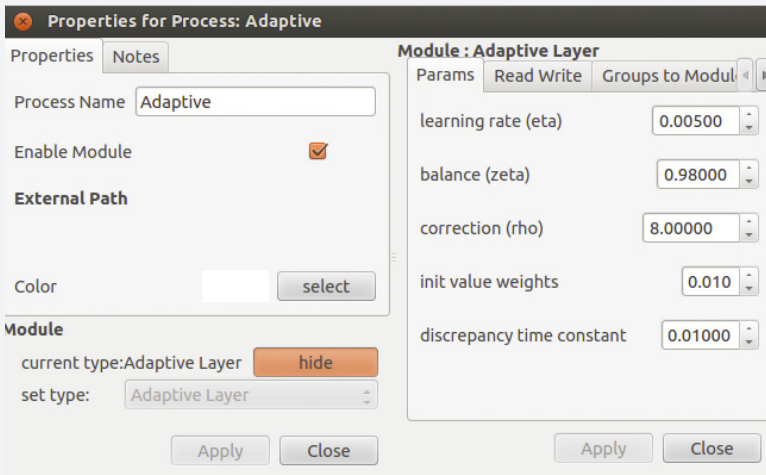 Properties for Process: Adaptive
Properties Notes
Process Name Adaptive
Enable Module
External Path
Color select
Module
current type:Adaptive Layer hide
set type: Adaptive Layer
Apply Close
Module : Adaptive Layer
Params Read Write Groups to Modul
learning rate (eta) 0.00500
balance (zeta) 0.98000
correction (rho) 8.00000
init value weights 0.010
discrepancy time constant 0.01000
Apply Close